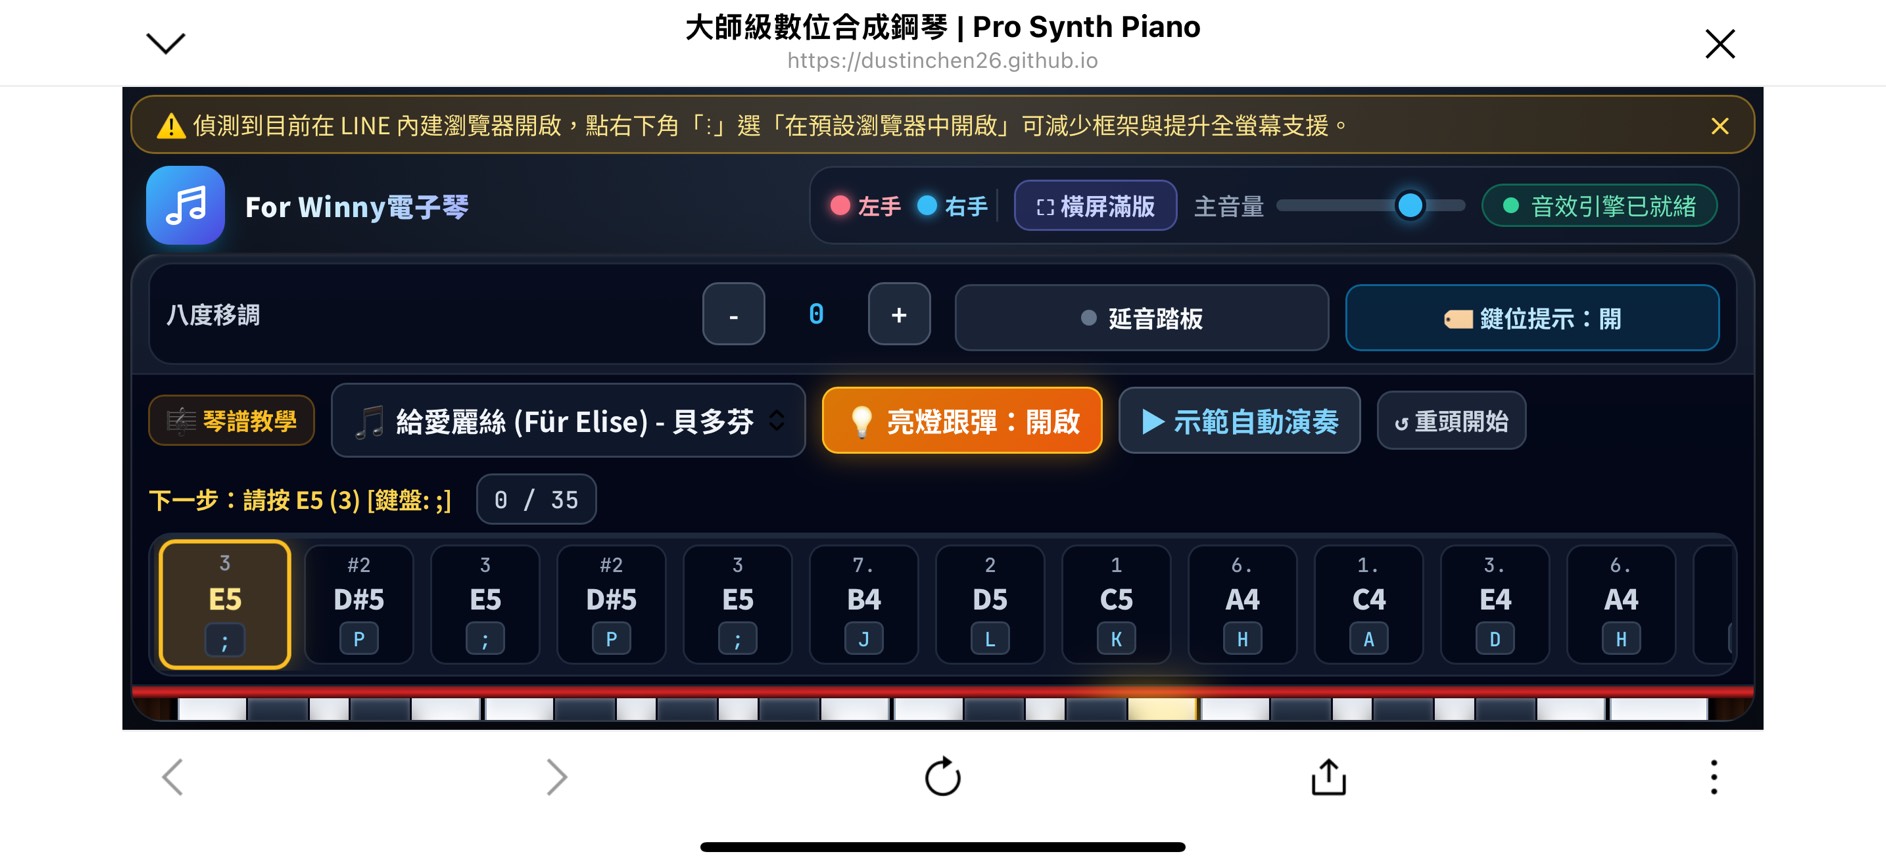 大師級數位合成鋼琴 | Pro Synth Piano
https://dustinchen26.github.io
⚠️ 偵測到目前在 LINE 內建瀏覽器開啟，點右下角「⋮」選「在預設瀏覽器中開啟」可減少框架與提升全螢幕支援。 ✕
For Winny電子琴 左手 右手 ⛶ 橫屏滿版 主音量 音效引擎已就緒
八度移調 - 0 + 延音踏板 🏷️ 鍵位提示：開
🎼 琴譜教學 🎵 給愛麗絲 (Für Elise) - 貝多芬 💡 亮燈跟彈：開啟 ▶ 示範自動演奏 ↺ 重頭開始
下一步：請按 E5 (3) [鍵盤: ;] 0 / 35
3 #2 3 #2 3 7. 2 1 6. 1. 3. 6.
E5 D#5 E5 D#5 E5 B4 D5 C5 A4 C4 E4 A4
; P ; P ; J L K H A D H